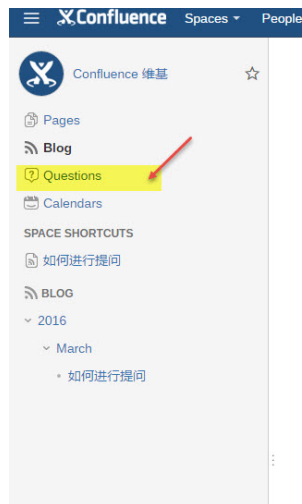 Confluence Spaces People
Confluence 维基
Pages
Blog
Questions
Calendars
SPACE SHORTCUTS
如何进行提问
BLOG
2016
March
如何进行提问